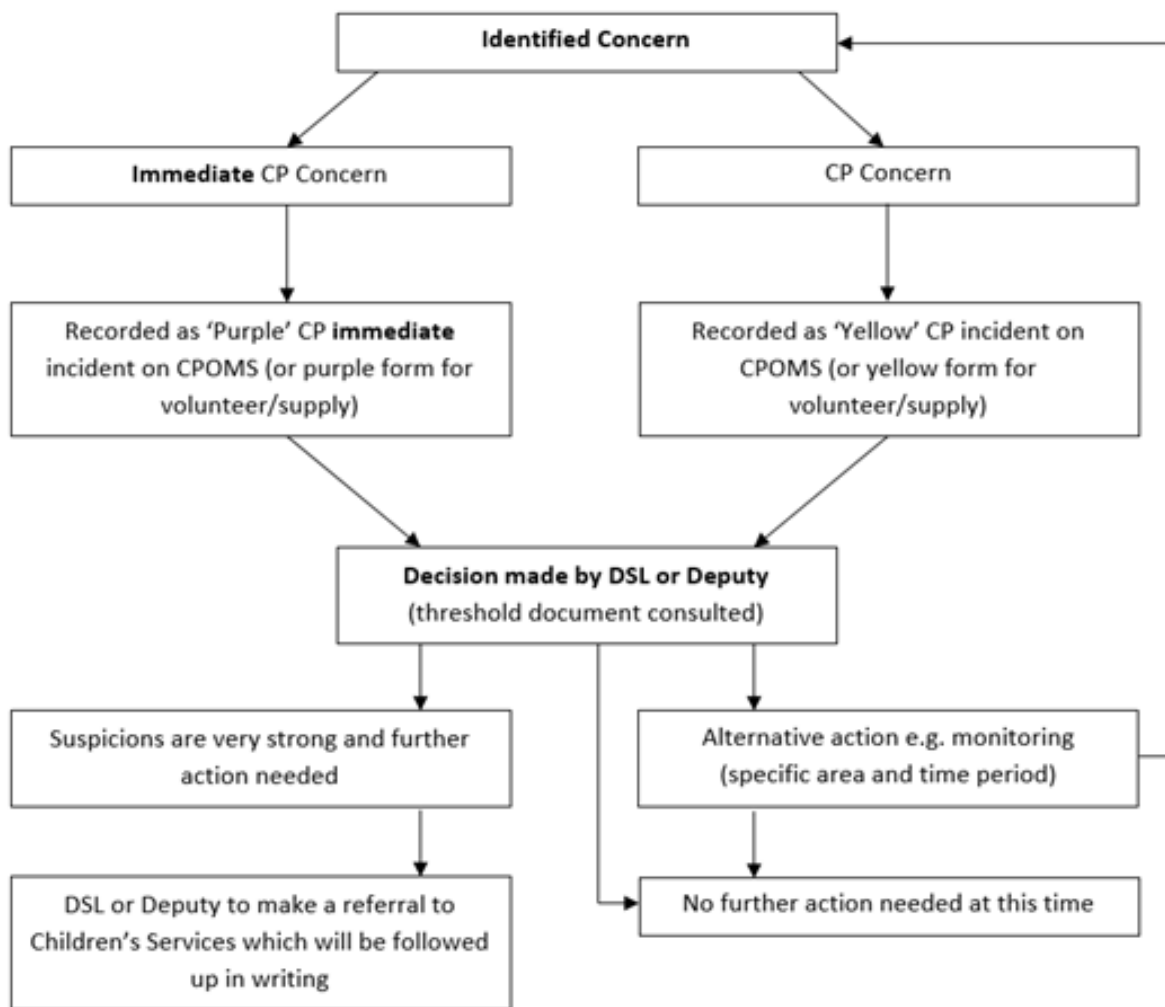 Identified Concern
Immediate CP Concern
CP Concern
Recorded as ‘Purple’ CP immediate
incident on CPOMS (or purple form for
volunteer/supply)
Recorded as ‘Yellow’ CP incident on
CPOMS (or yellow form for
volunteer/supply)
Decision made by DSL or Deputy
(threshold document consulted)
Suspicions are very strong and further
action needed
Alternative action e.g. monitoring
(specific area and time period)
DSL or Deputy to make a referral to
Children’s Services which will be followed
up in writing
No further action needed at this time